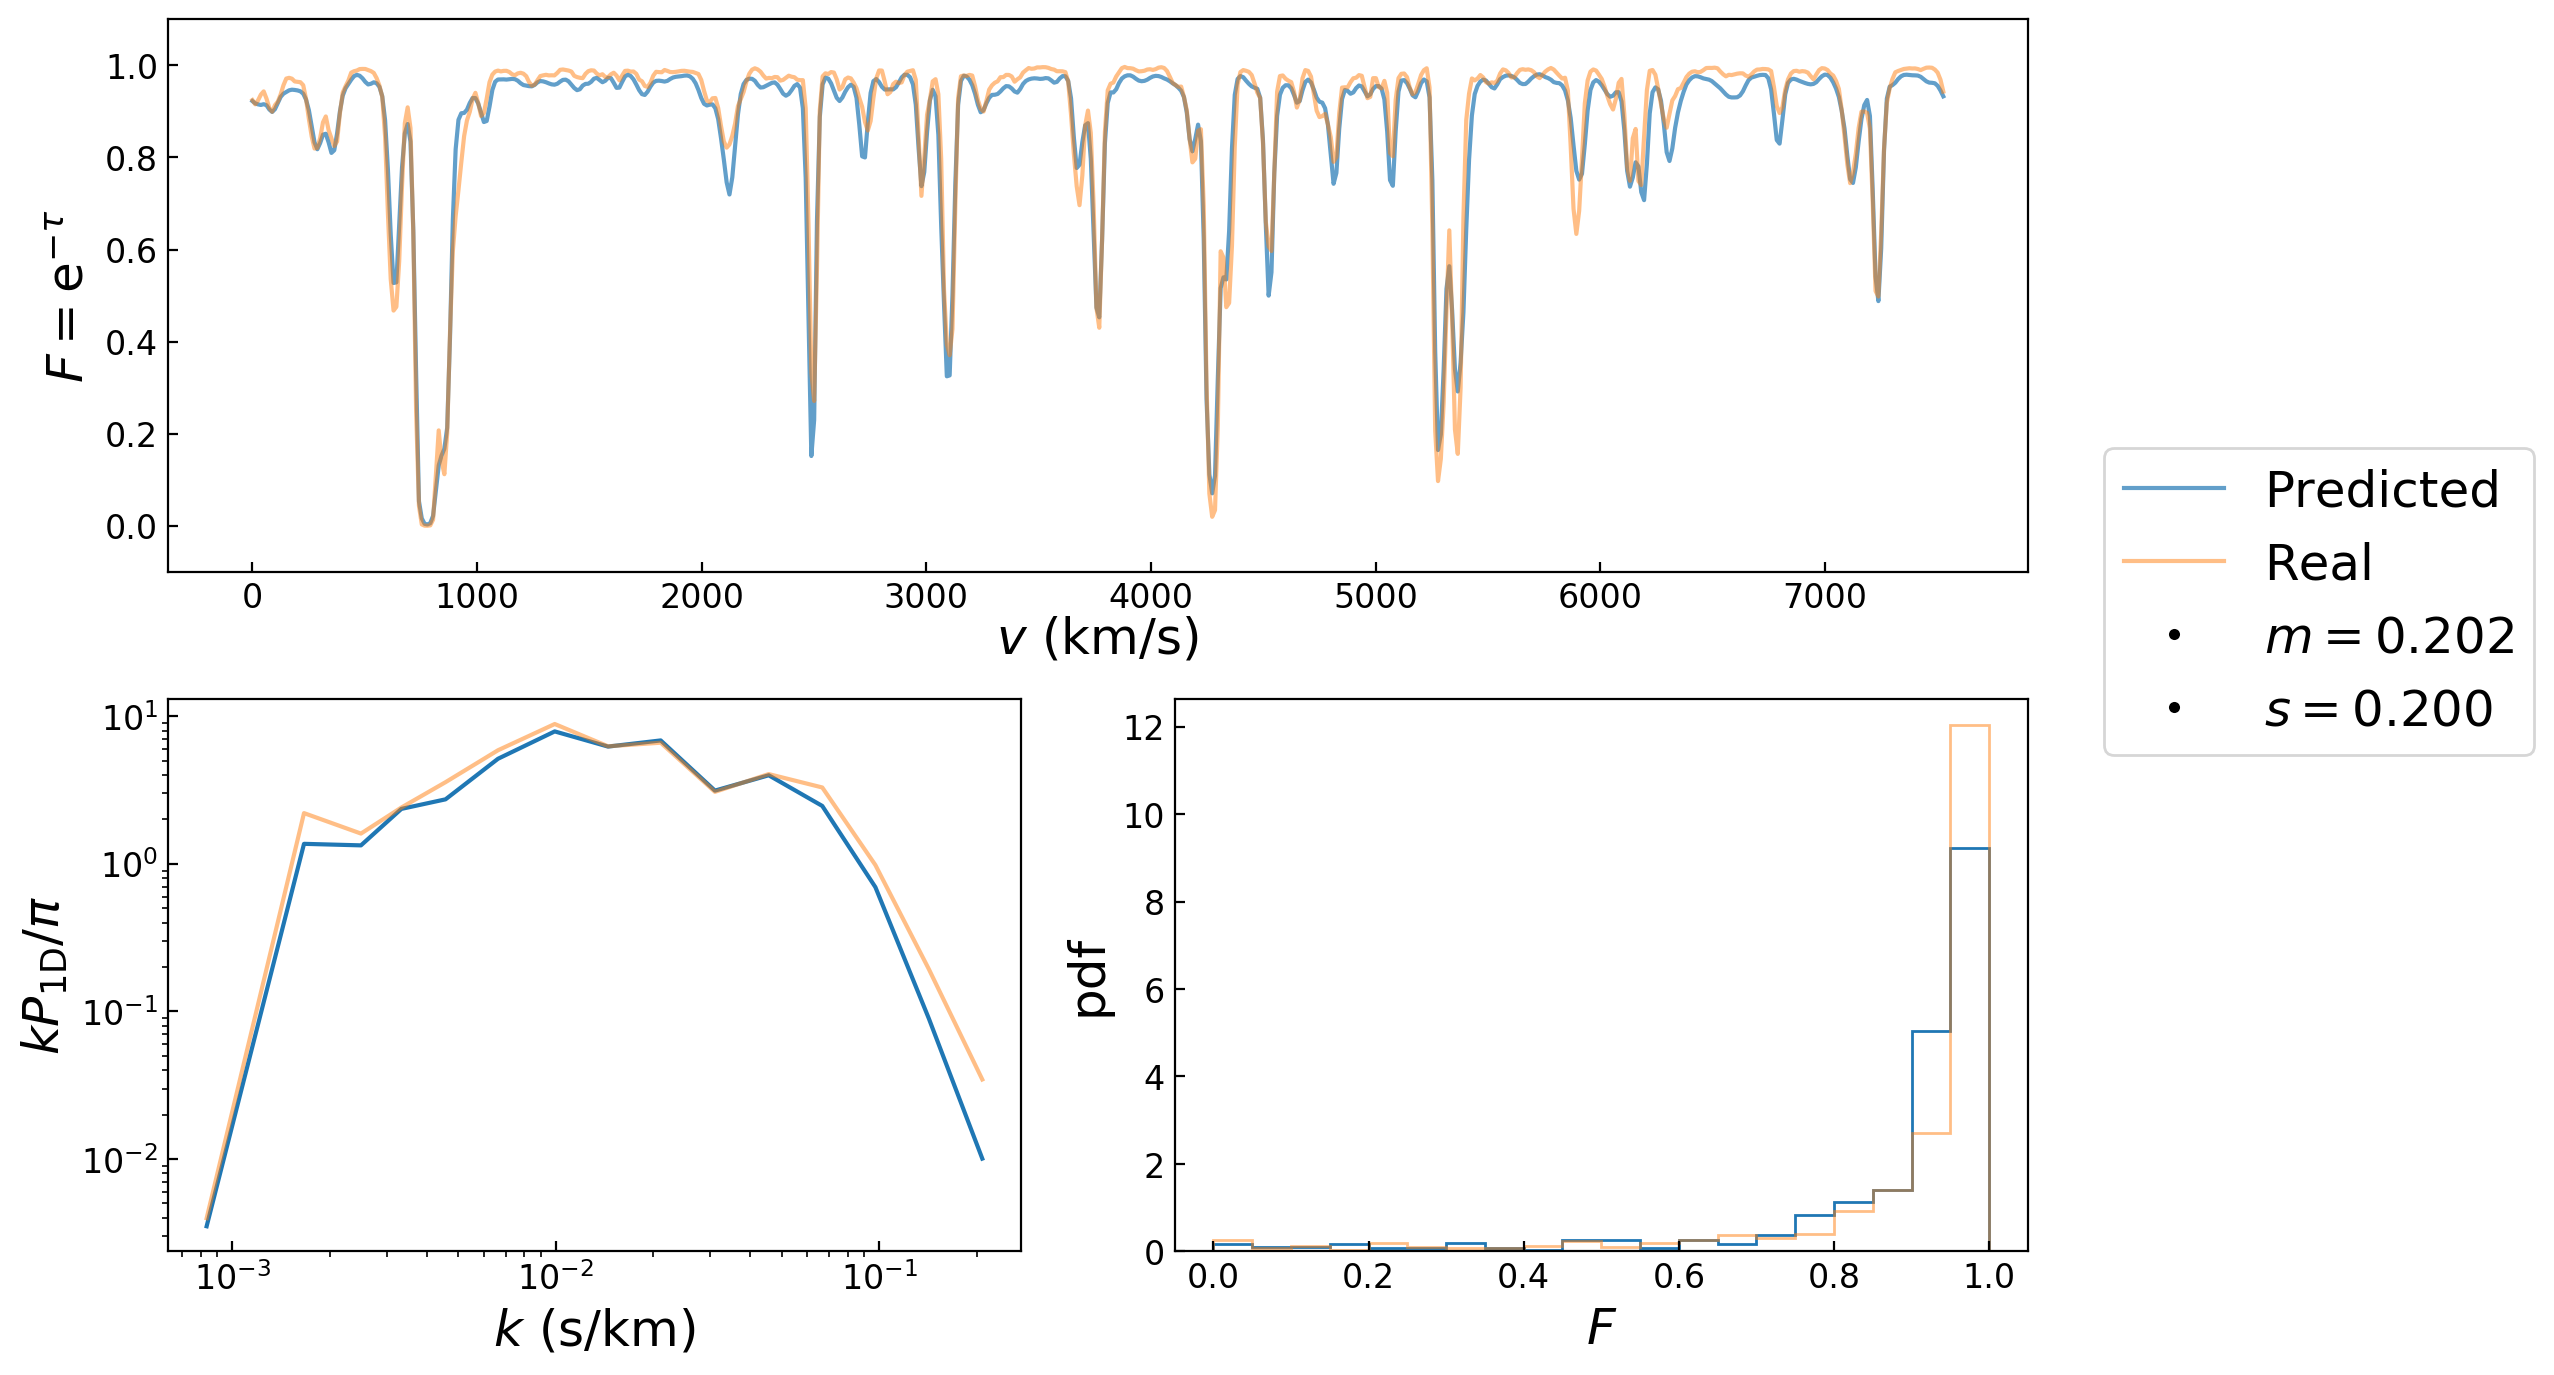 1.0
0.8
0.6
0.4
0.2
0.0
F = e^{−τ}
0 1000 2000 3000 4000 5000 6000 7000
v (km/s)
Predicted
Real
m = 0.202
s = 0.200
10^1
10^0
10^{−1}
10^{−2}
kP_{1D}/π
10^{−3} 10^{−2} 10^{−1}
k (s/km)
12
10
8
6
4
2
0
pdf
0.0 0.2 0.4 0.6 0.8 1.0
F